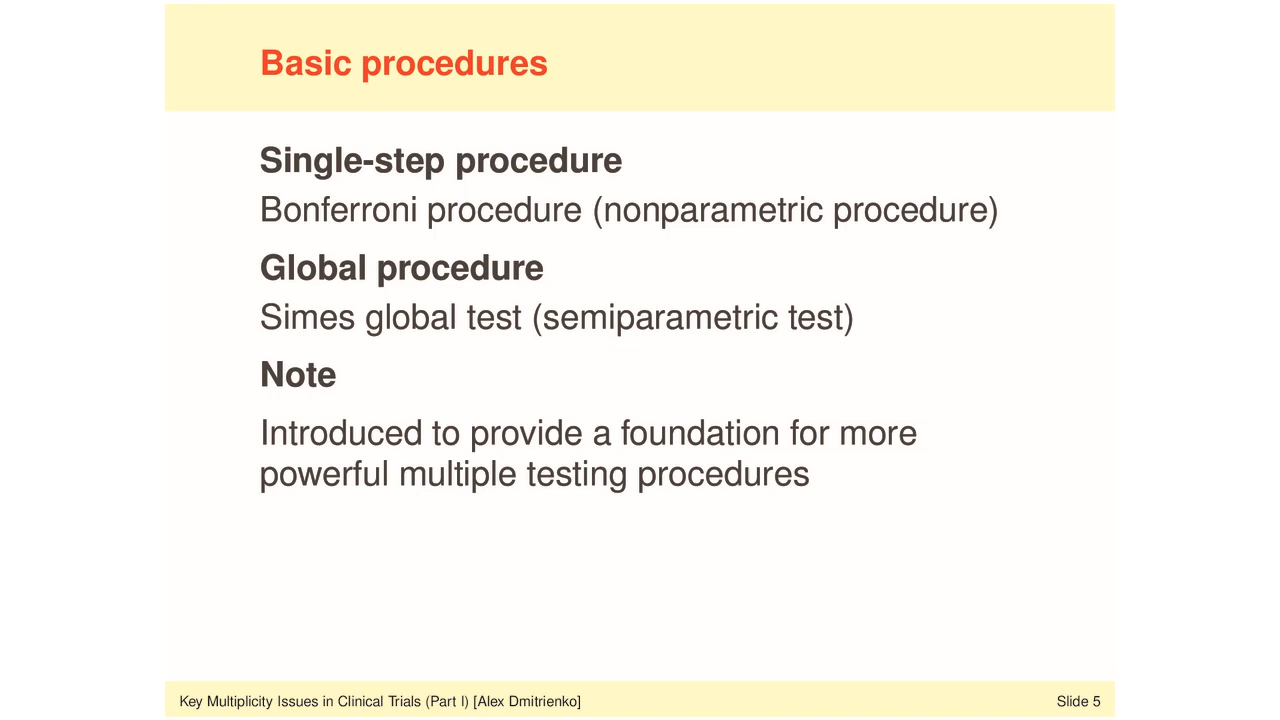 Basic procedures
Single-step procedure
Bonferroni procedure (nonparametric procedure)
Global procedure
Simes global test (semiparametric test)
Note
Introduced to provide a foundation for more
powerful multiple testing procedures
Key Multiplicity Issues in Clinical Trials (Part I) [Alex Dmitrienko]
Slide 5